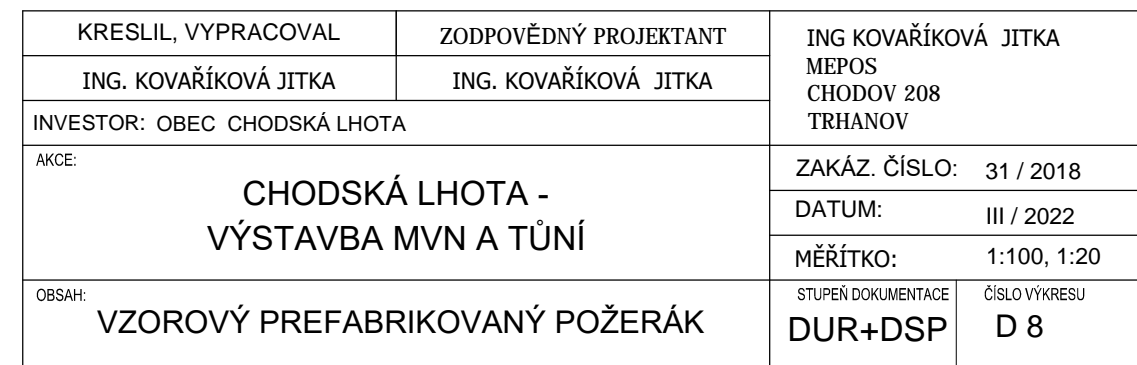 KRESLIL, VYPRACOVAL
ZODPOVĚDNÝ PROJEKTANT
ING. KOVAŘÍKOVÁ JITKA
ING. KOVAŘÍKOVÁ JITKA
ING KOVAŘÍKOVÁ JITKA
MEPOS
CHODOV 208
TRHANOV
INVESTOR: OBEC CHODSKÁ LHOTA
AKCE:
CHODSKÁ LHOTA -
VÝSTAVBA MVN A TŮNÍ
ZAKÁZ. ČÍSLO: 31 / 2018
DATUM: III / 2022
MĚŘÍTKO: 1:100, 1:20
OBSAH:
VZOROVÝ PREFABRIKOVANÝ POŽERÁK
STUPEŇ DOKUMENTACE
DUR+DSP
ČÍSLO VÝKRESU
D 8